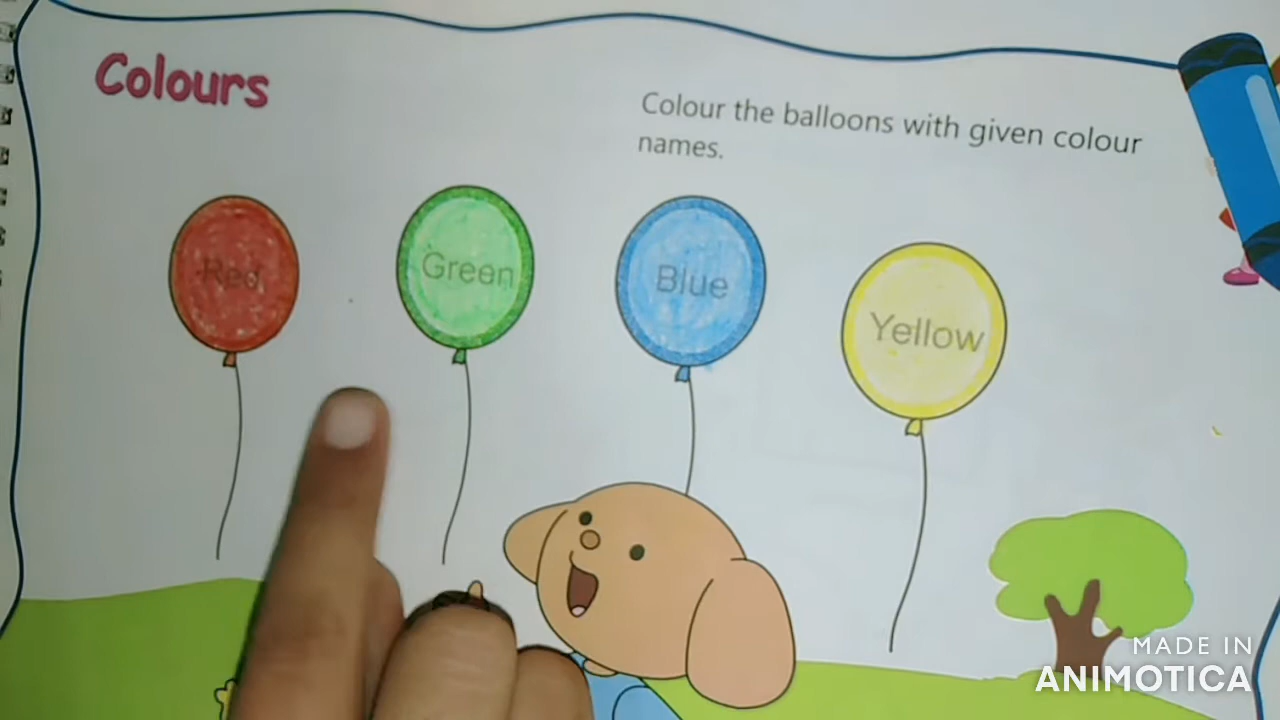 Colours
Colour the balloons with given colour
names.
Red
Green
Blue
Yellow
MADE IN
ANIMOTICA